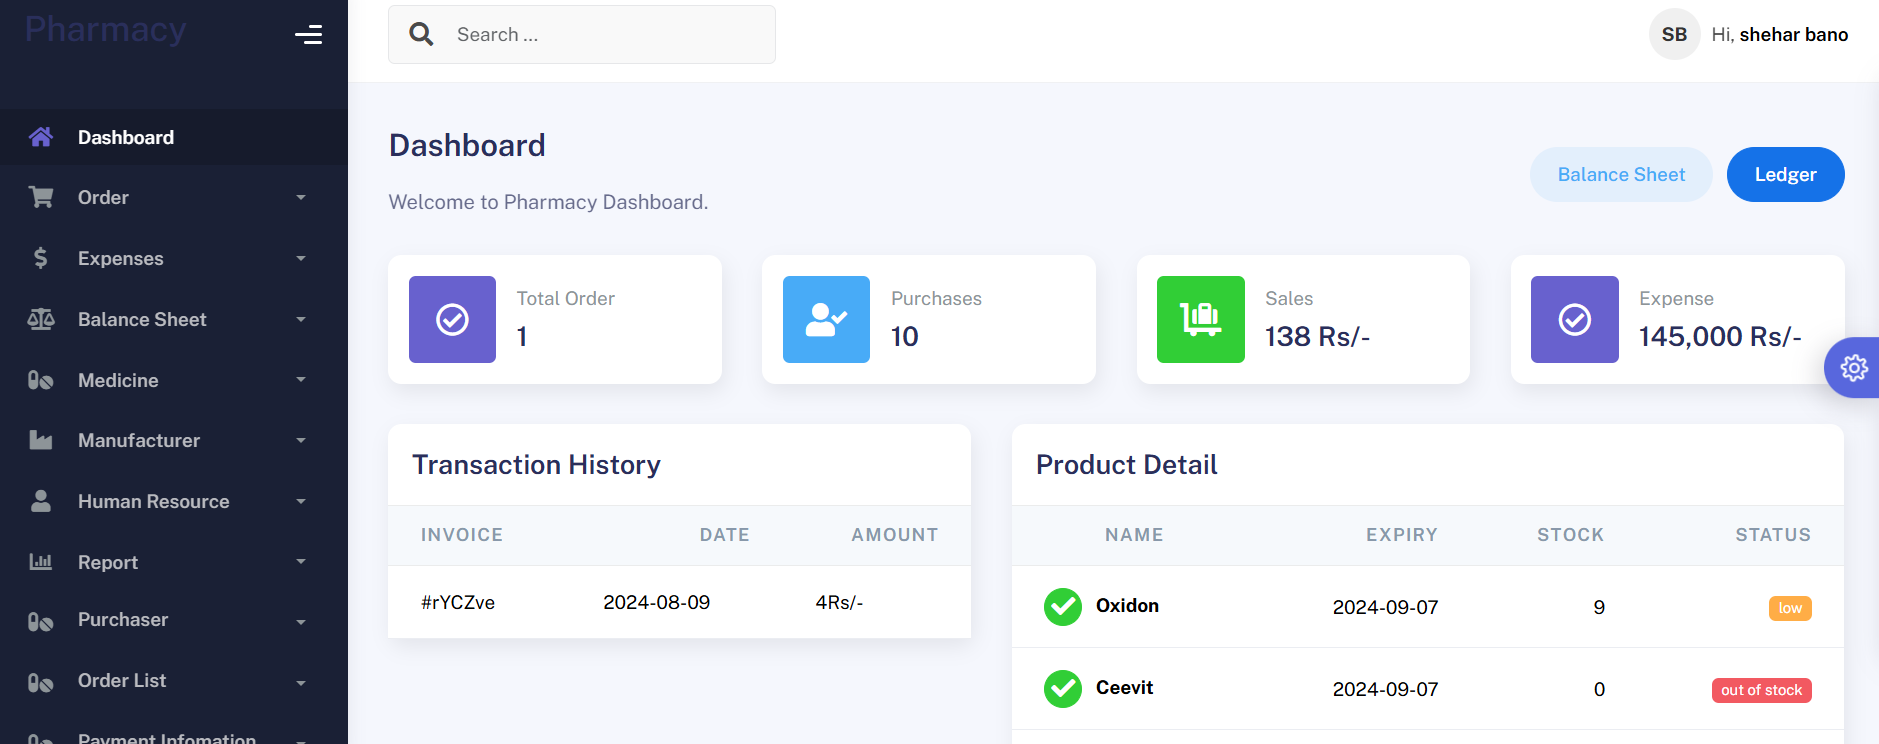 Pharmacy
Search ...
SB Hi, shehar bano
Dashboard
Order
Expenses
Balance Sheet
Medicine
Manufacturer
Human Resource
Report
Purchaser
Order List
Payment Infomation
Dashboard
Welcome to Pharmacy Dashboard.
Balance Sheet
Ledger
Total Order
1
Purchases
10
Sales
138 Rs/-
Expense
145,000 Rs/-
Transaction History
INVOICE DATE AMOUNT
#rYCZve 2024-08-09 4Rs/-
Product Detail
NAME EXPIRY STOCK STATUS
Oxidon 2024-09-07 9 low
Ceevit 2024-09-07 0 out of stock